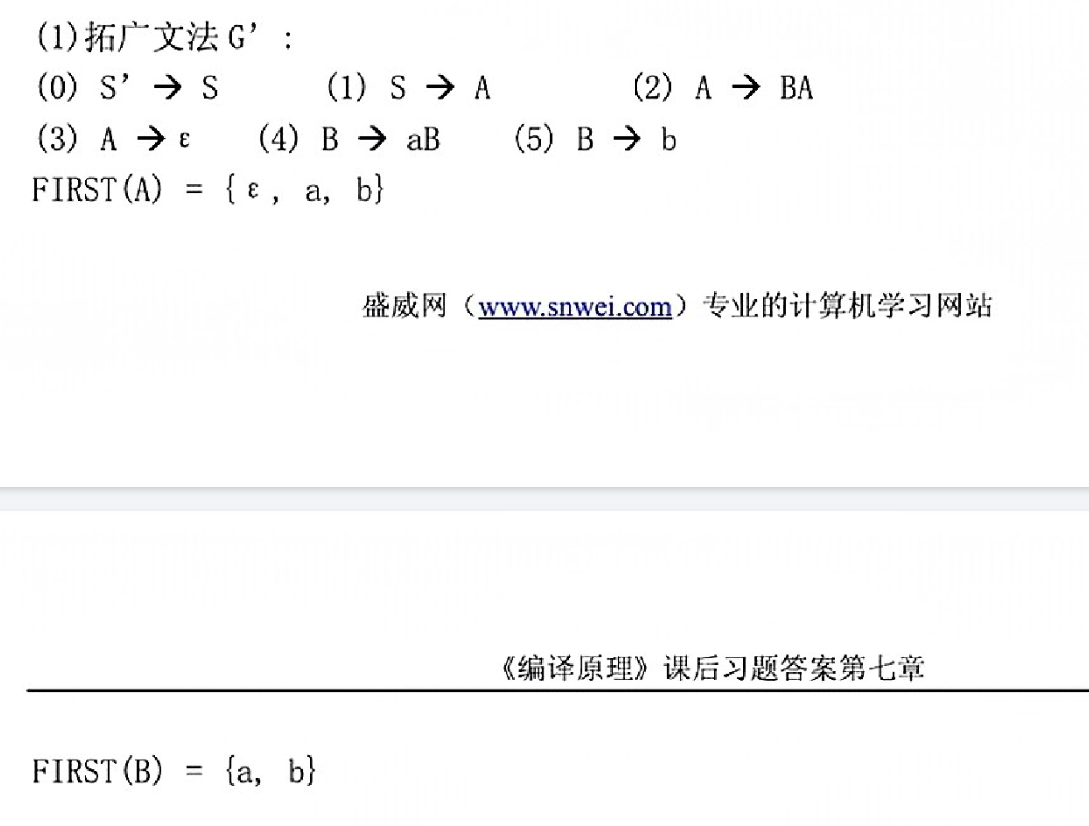 (1)拓广文法G’:
(0) S’ → S (1) S → A (2) A → BA
(3) A → ε (4) B → aB (5) B → b
FIRST(A) = {ε, a, b}
盛威网（www.snwei.com）专业的计算机学习网站
《编译原理》课后习题答案第七章
FIRST(B) = {a, b}